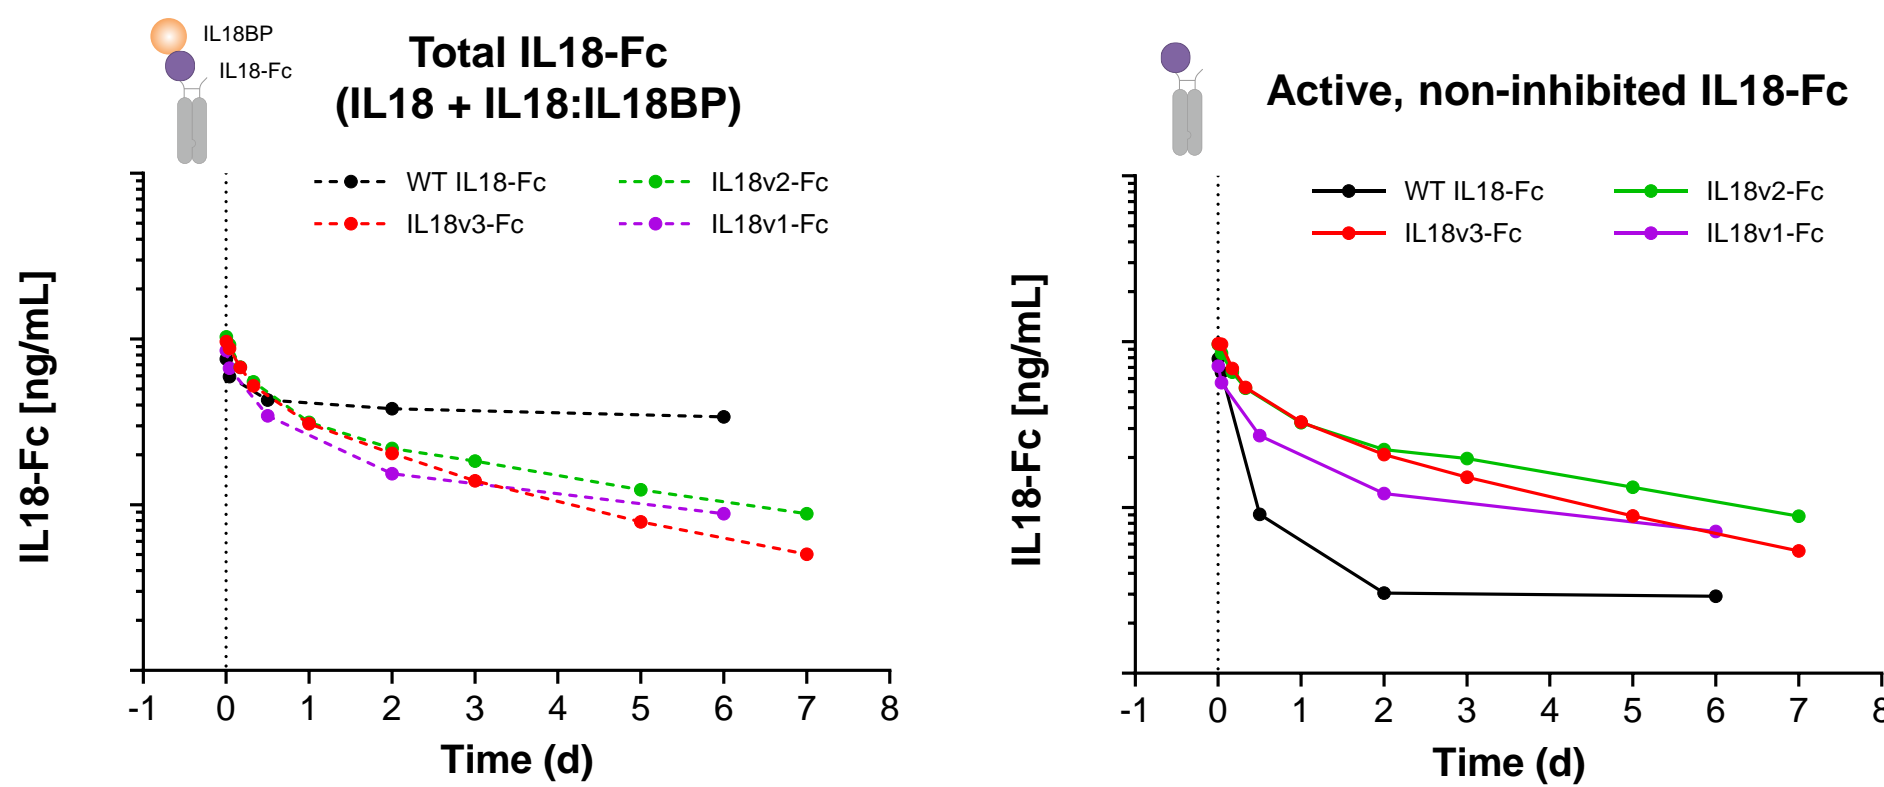 IL18BP
IL18-Fc
Total IL18-Fc
(IL18 + IL18:IL18BP)
WT IL18-Fc
IL18v2-Fc
IL18v3-Fc
IL18v1-Fc
IL18-Fc [ng/mL]
-1 0 1 2 3 4 5 6 7 8
Time (d)
Active, non-inhibited IL18-Fc
WT IL18-Fc
IL18v2-Fc
IL18v3-Fc
IL18v1-Fc
IL18-Fc [ng/mL]
-1 0 1 2 3 4 5 6 7 8
Time (d)